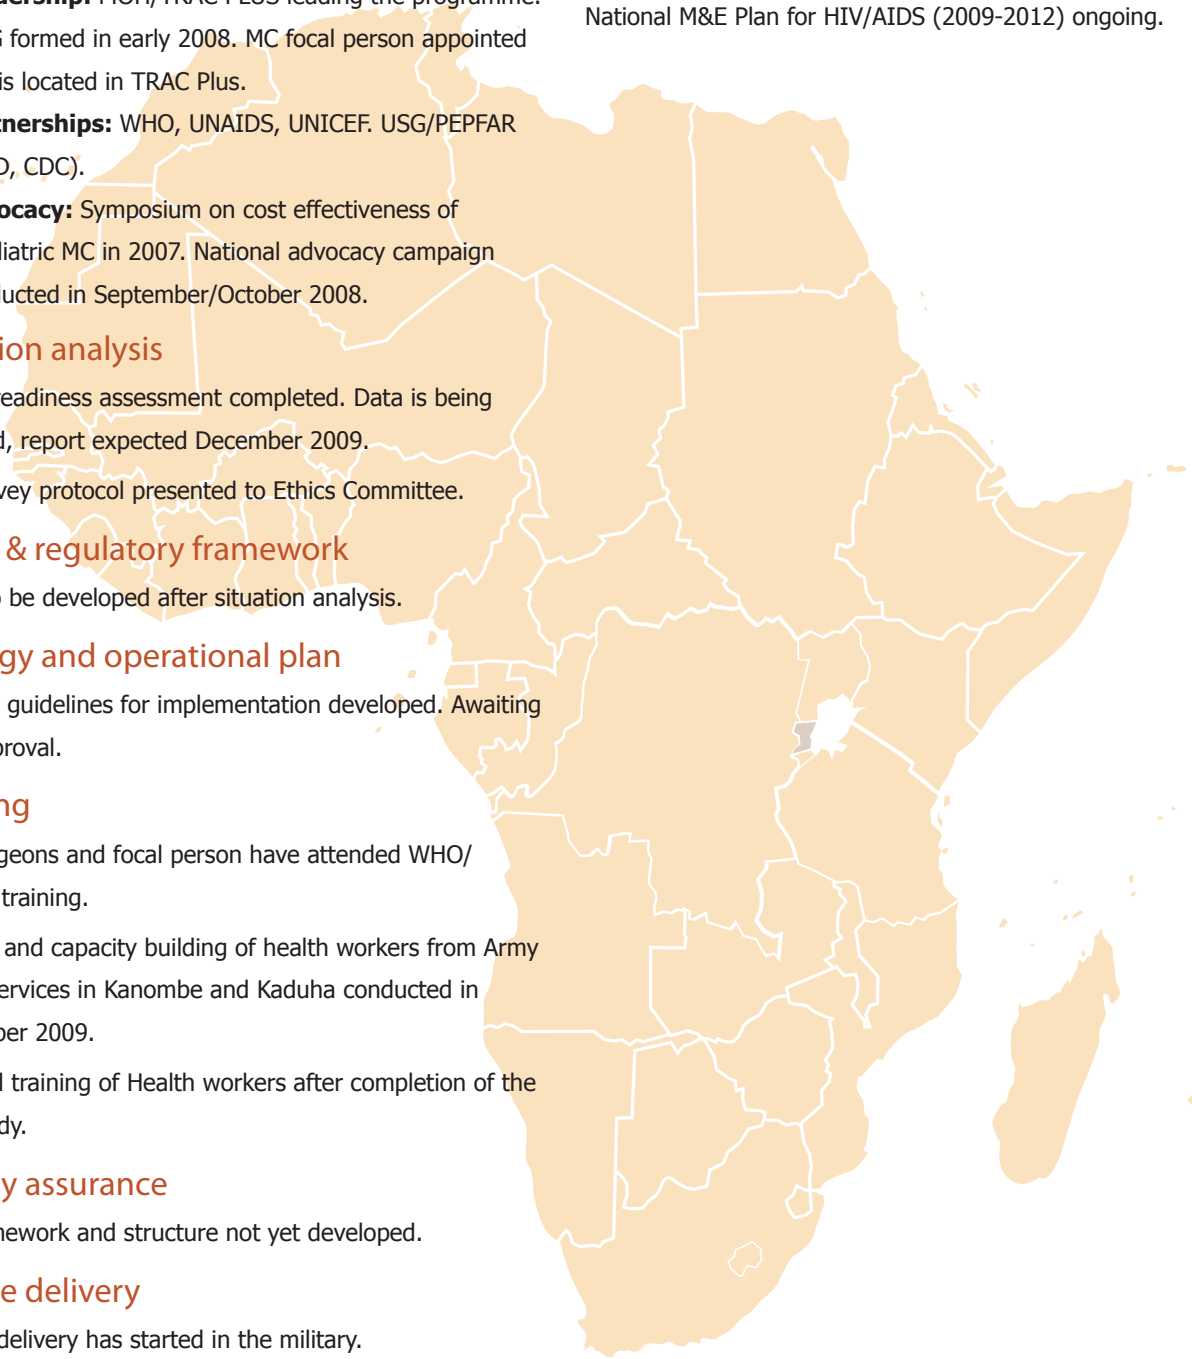 dership: MOH/TRAC PLUS leading the programme.
G formed in early 2008. MC focal person appointed
is located in TRAC Plus.
tnerships: WHO, UNAIDS, UNICEF. USG/PEPFAR
D, CDC).
ocacy: Symposium on cost effectiveness of
diatric MC in 2007. National advocacy campaign
ducted in September/October 2008.
ion analysis
readiness assessment completed. Data is being
d, report expected December 2009.
vey protocol presented to Ethics Committee.
& regulatory framework
o be developed after situation analysis.
gy and operational plan
guidelines for implementation developed. Awaiting
proval.
ng
geons and focal person have attended WHO/
training.
and capacity building of health workers from Army
ervices in Kanombe and Kaduha conducted in
ber 2009.
l training of Health workers after completion of the
dy.
y assurance
mework and structure not yet developed.
e delivery
delivery has started in the military.
National M&E Plan for HIV/AIDS (2009-2012) ongoing.